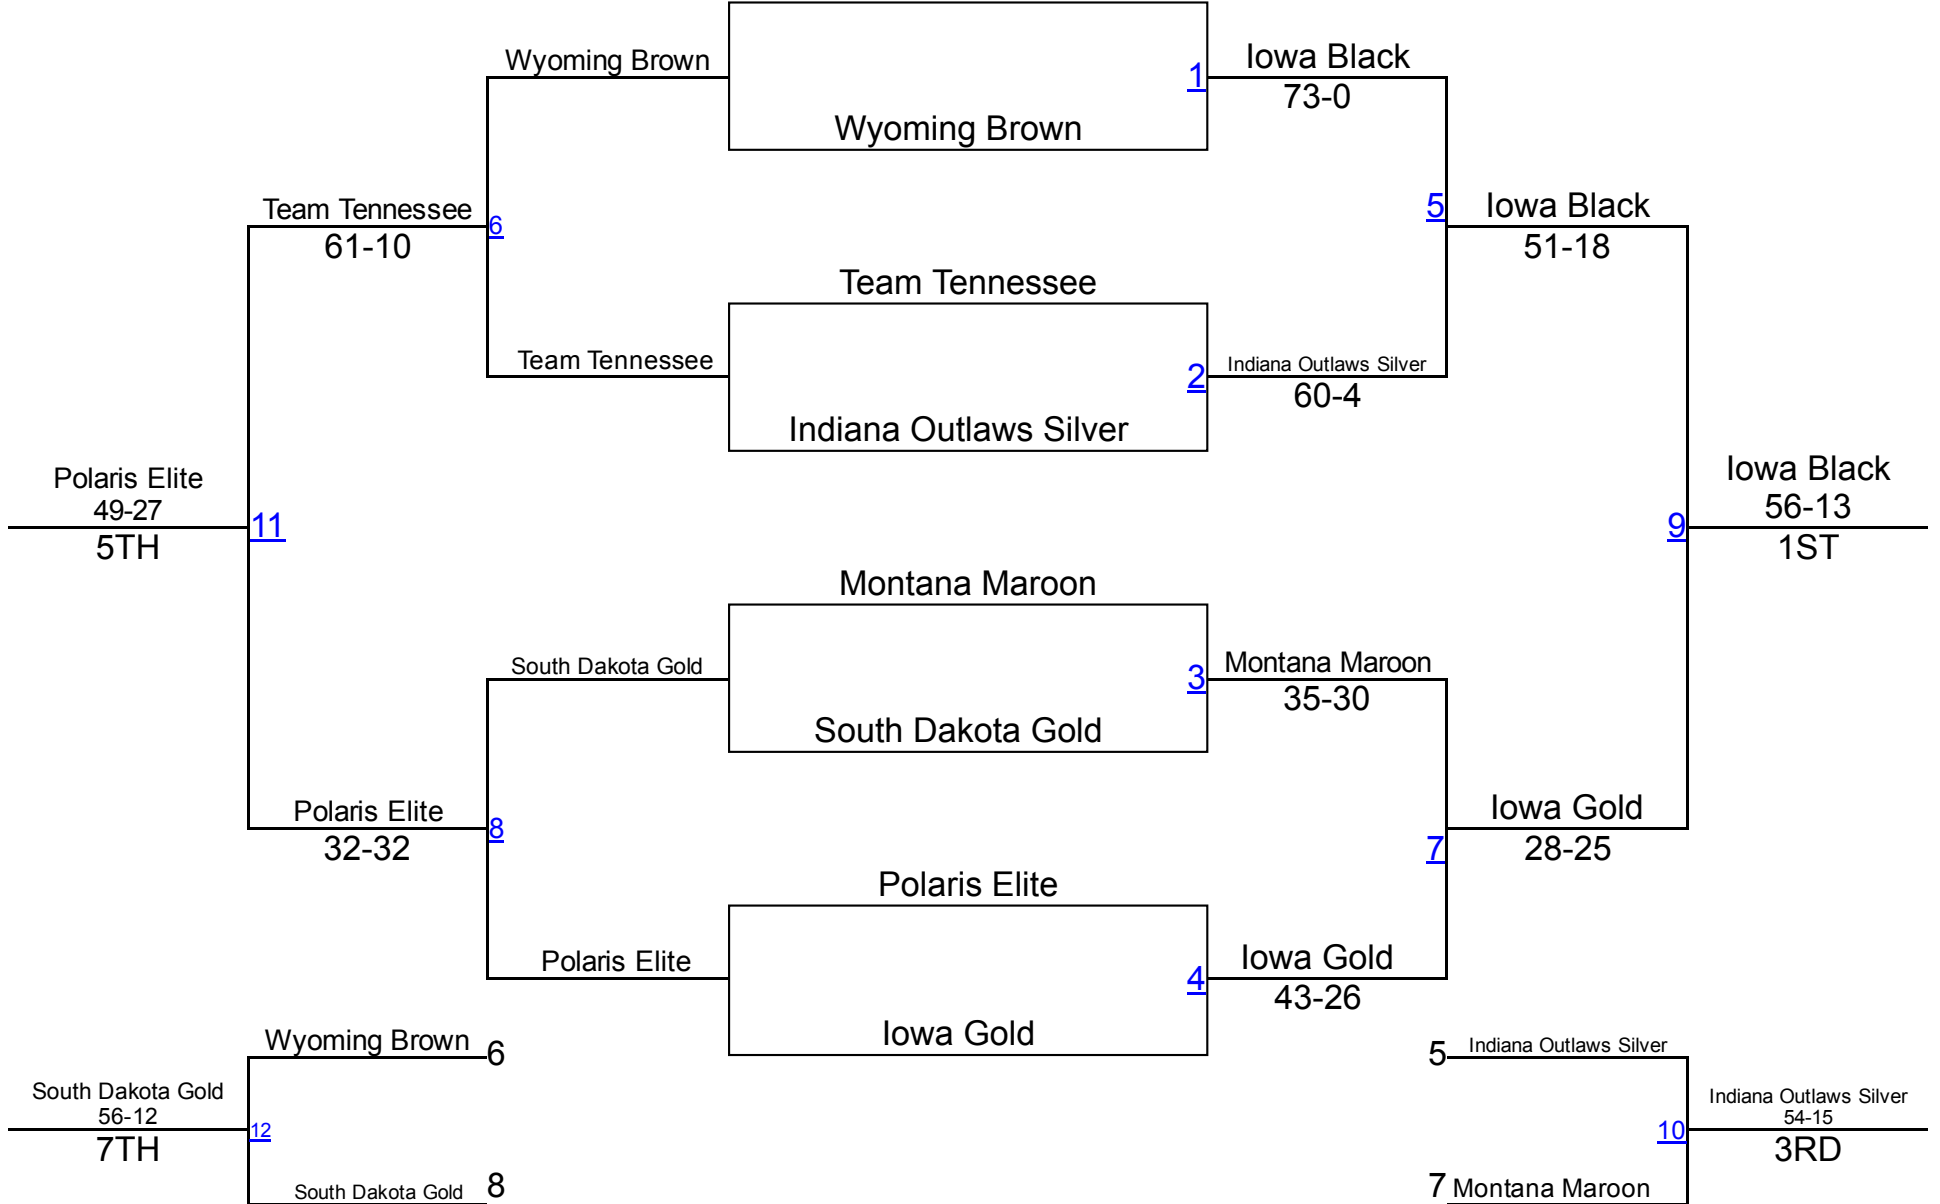 Wyoming Brown
1
Iowa Black
73-0
Wyoming Brown
Team Tennessee
61-10
6
5
Iowa Black
51-18
Team Tennessee
Team Tennessee
2
Indiana Outlaws Silver
60-4
Indiana Outlaws Silver
Polaris Elite
49-27
5TH
11
9
Iowa Black
56-13
1ST
Montana Maroon
South Dakota Gold
3
Montana Maroon
35-30
South Dakota Gold
Polaris Elite
32-32
8
7
Iowa Gold
28-25
Polaris Elite
Polaris Elite
4
Iowa Gold
43-26
Iowa Gold
Wyoming Brown
6
5
Indiana Outlaws Silver
South Dakota Gold
56-12
7TH
12
10
Indiana Outlaws Silver
54-15
3RD
South Dakota Gold
8
7
Montana Maroon